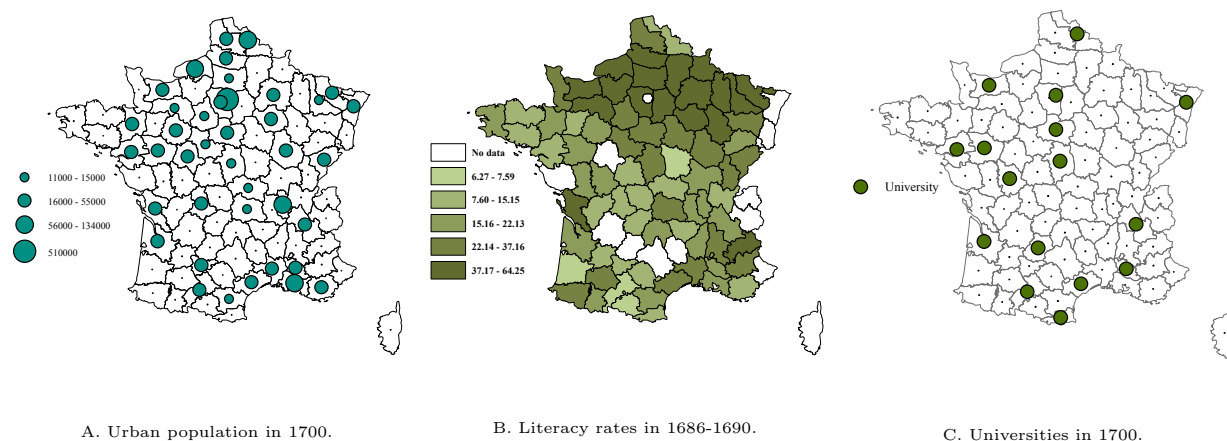 11000 - 15000
16000 - 55000
56000 - 134000
510000
A. Urban population in 1700.
No data
6.27 - 7.59
7.60 - 15.15
15.16 - 22.13
22.14 - 37.16
37.17 - 64.25
B. Literacy rates in 1686-1690.
University
C. Universities in 1700.